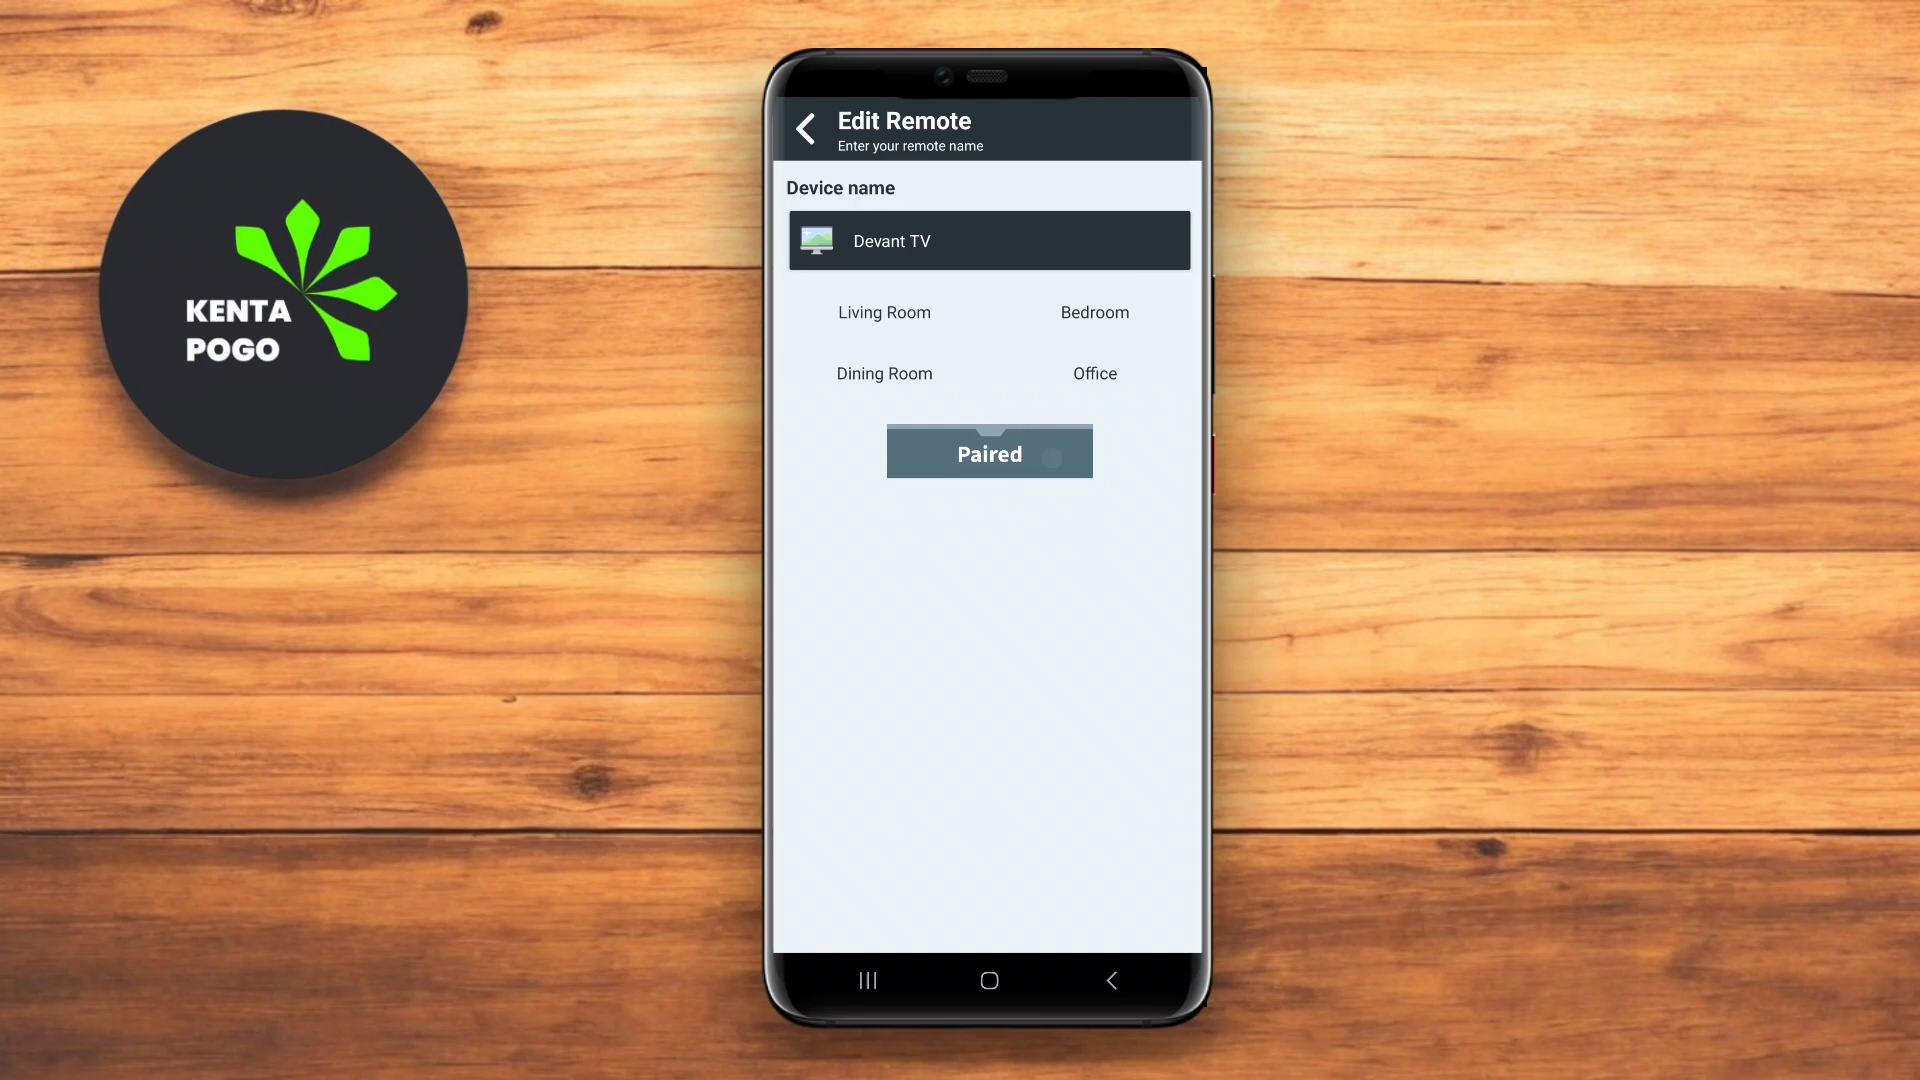 KENTA
POGO
Edit Remote
Enter your remote name
Device name
Devant TV
Living Room
Bedroom
Dining Room
Office
Paired